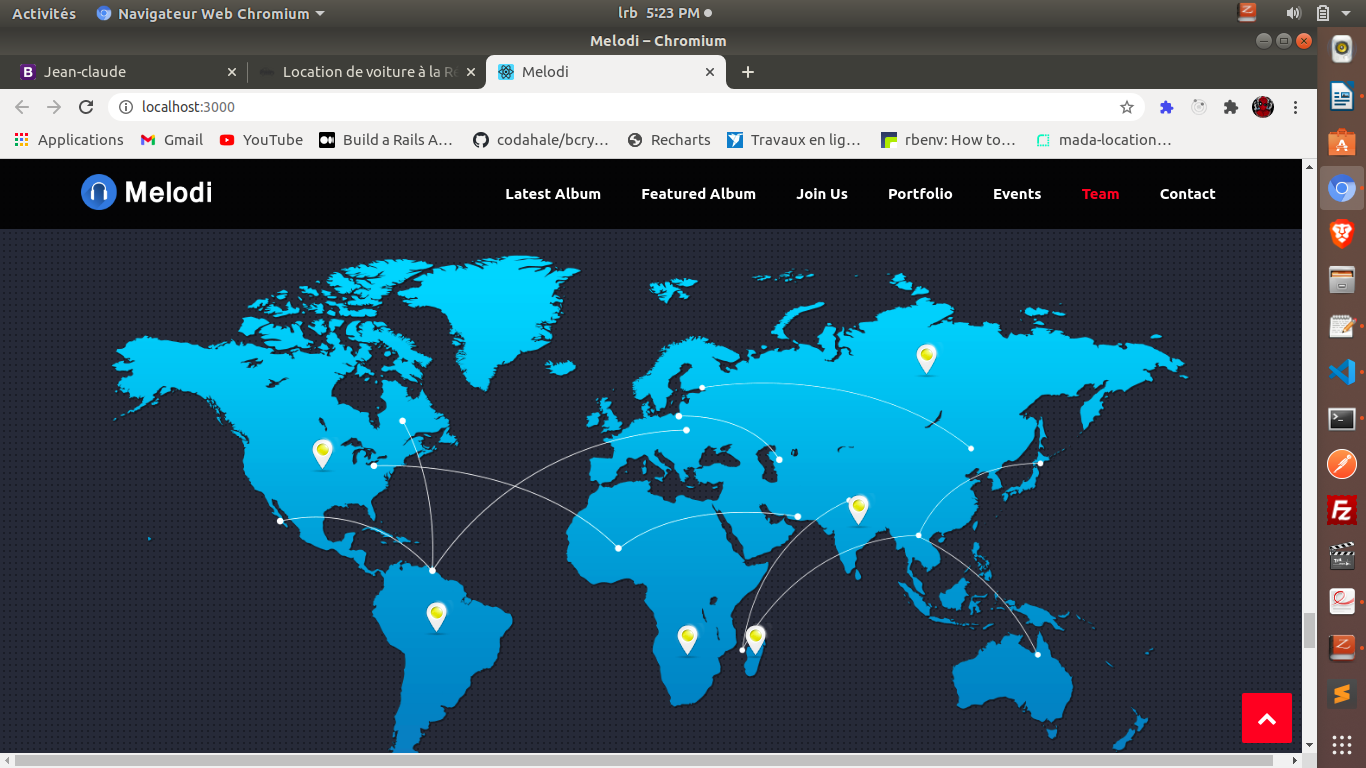 Activités Navigateur Web Chromium lrb 5:23 PM
Melodi – Chromium
Jean-claude Location de voiture à la Ré Melodi
localhost:3000
Applications Gmail YouTube Build a Rails A… codahale/bcry… Recharts Travaux en lig… rbenv: How to… mada-location…
Melodi Latest Album Featured Album Join Us Portfolio Events Team Contact